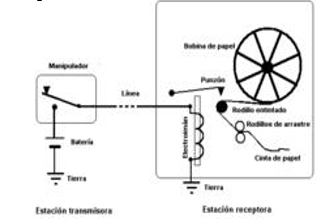 Bobina de papel
Manipulador
Punzón
Línea
Rodillo entintado
Rodillos de arrastre
Electroimán
Batería
Cinta de papel
Tierra
Tierra
Estación transmisora
Estación receptora